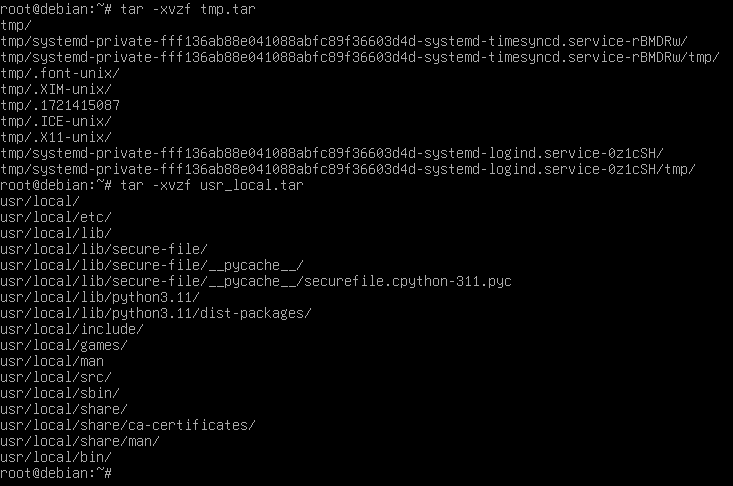 root@debian:~# tar -xvzf tmp.tar
tmp/
tmp/systemd-private-fff136ab88e041088abfc89f36603d4d-systemd-timesyncd.service-rBMDRw/
tmp/systemd-private-fff136ab88e041088abfc89f36603d4d-systemd-timesyncd.service-rBMDRw/tmp/
tmp/.font-unix/
tmp/.XIM-unix/
tmp/.1721415087
tmp/.ICE-unix/
tmp/.X11-unix/
tmp/systemd-private-fff136ab88e041088abfc89f36603d4d-systemd-logind.service-0z1cSH/
tmp/systemd-private-fff136ab88e041088abfc89f36603d4d-systemd-logind.service-0z1cSH/tmp/
root@debian:~# tar -xvzf usr_local.tar
usr/local/
usr/local/etc/
usr/local/lib/
usr/local/lib/secure-file/
usr/local/lib/secure-file/__pycache__/
usr/local/lib/secure-file/__pycache__/securefile.cpython-311.pyc
usr/local/lib/python3.11/
usr/local/lib/python3.11/dist-packages/
usr/local/include/
usr/local/games/
usr/local/man
usr/local/src/
usr/local/sbin/
usr/local/share/
usr/local/share/ca-certificates/
usr/local/share/man/
usr/local/bin/
root@debian:~#